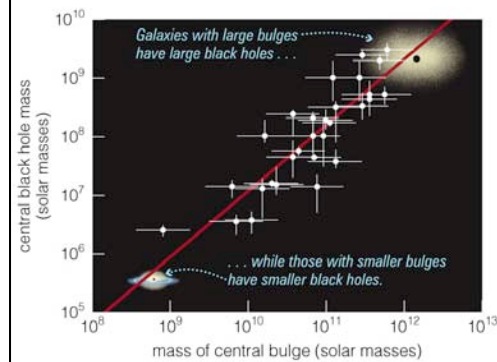 Galaxies with large bulges
have large black holes . . .
. . . while those with smaller bulges
have smaller black holes.
central black hole mass
(solar masses)
10¹⁰
10⁹
10⁸
10⁷
10⁶
10⁵
10⁸ 10⁹ 10¹⁰ 10¹¹ 10¹² 10¹³
mass of central bulge (solar masses)